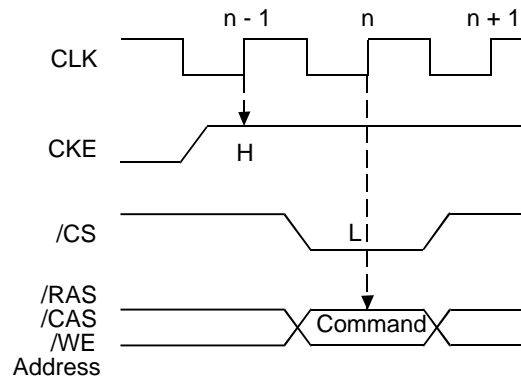 n - 1 n n + 1
CLK
CKE
H
/CS
L
/RAS
/CAS Command
/WE
Address